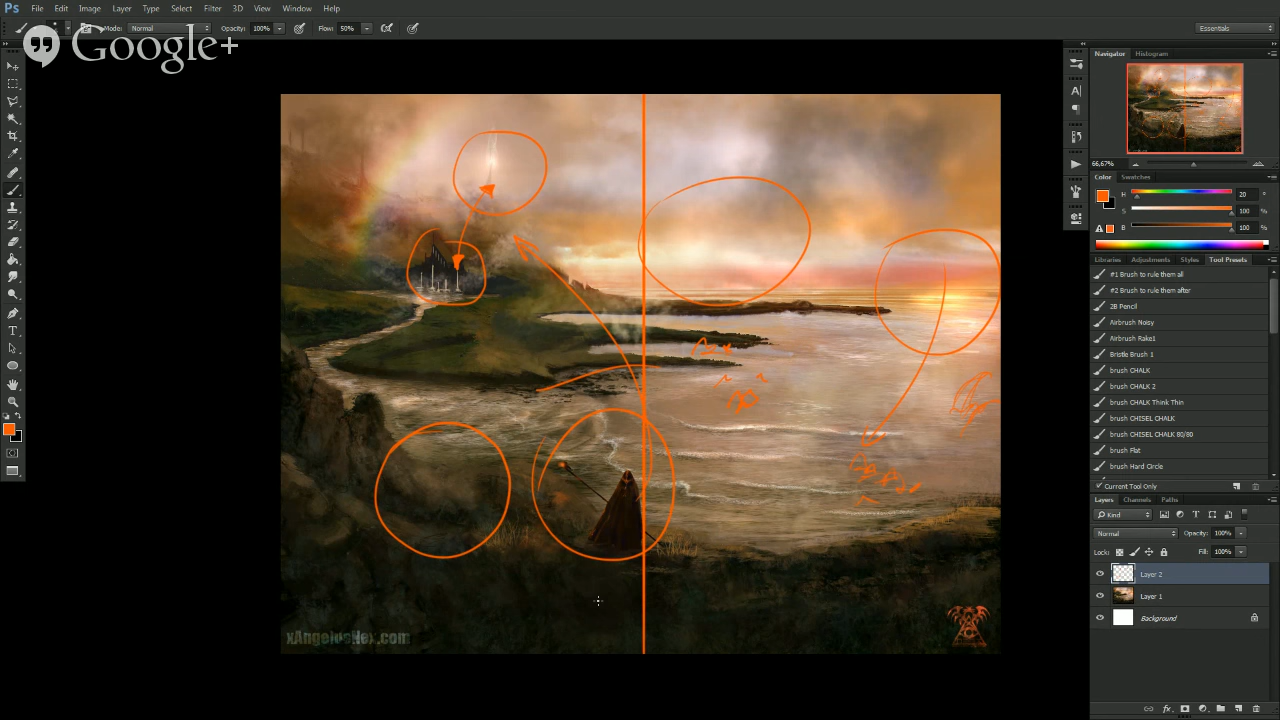 Ps File Edit Image Layer Type Select Filter 3D View Window Help
Mode: Normal Opacity: 100% Flow: 50% Essentials
Google+
Navigator Histogram
66,67%
Color Swatches
H 20 °
S 100 %
B 100 %
Libraries Adjustments Styles Tool Presets
#1 Brush to rule them all
#2 Brush to rule them after
2B Pencil
Airbrush Noisy
Airbrush Rake1
Bristle Brush 1
brush CHALK
brush CHALK 2
brush CHALK Think Thin
brush CHISEL CHALK
brush CHISEL CHALK 80/80
brush Flat
brush Hard Circle
Current Tool Only
Layers Channels Paths
Kind
Normal Opacity: 100%
Lock: Fill: 100%
Layer 2
Layer 1
Background
xAngelusNex.com